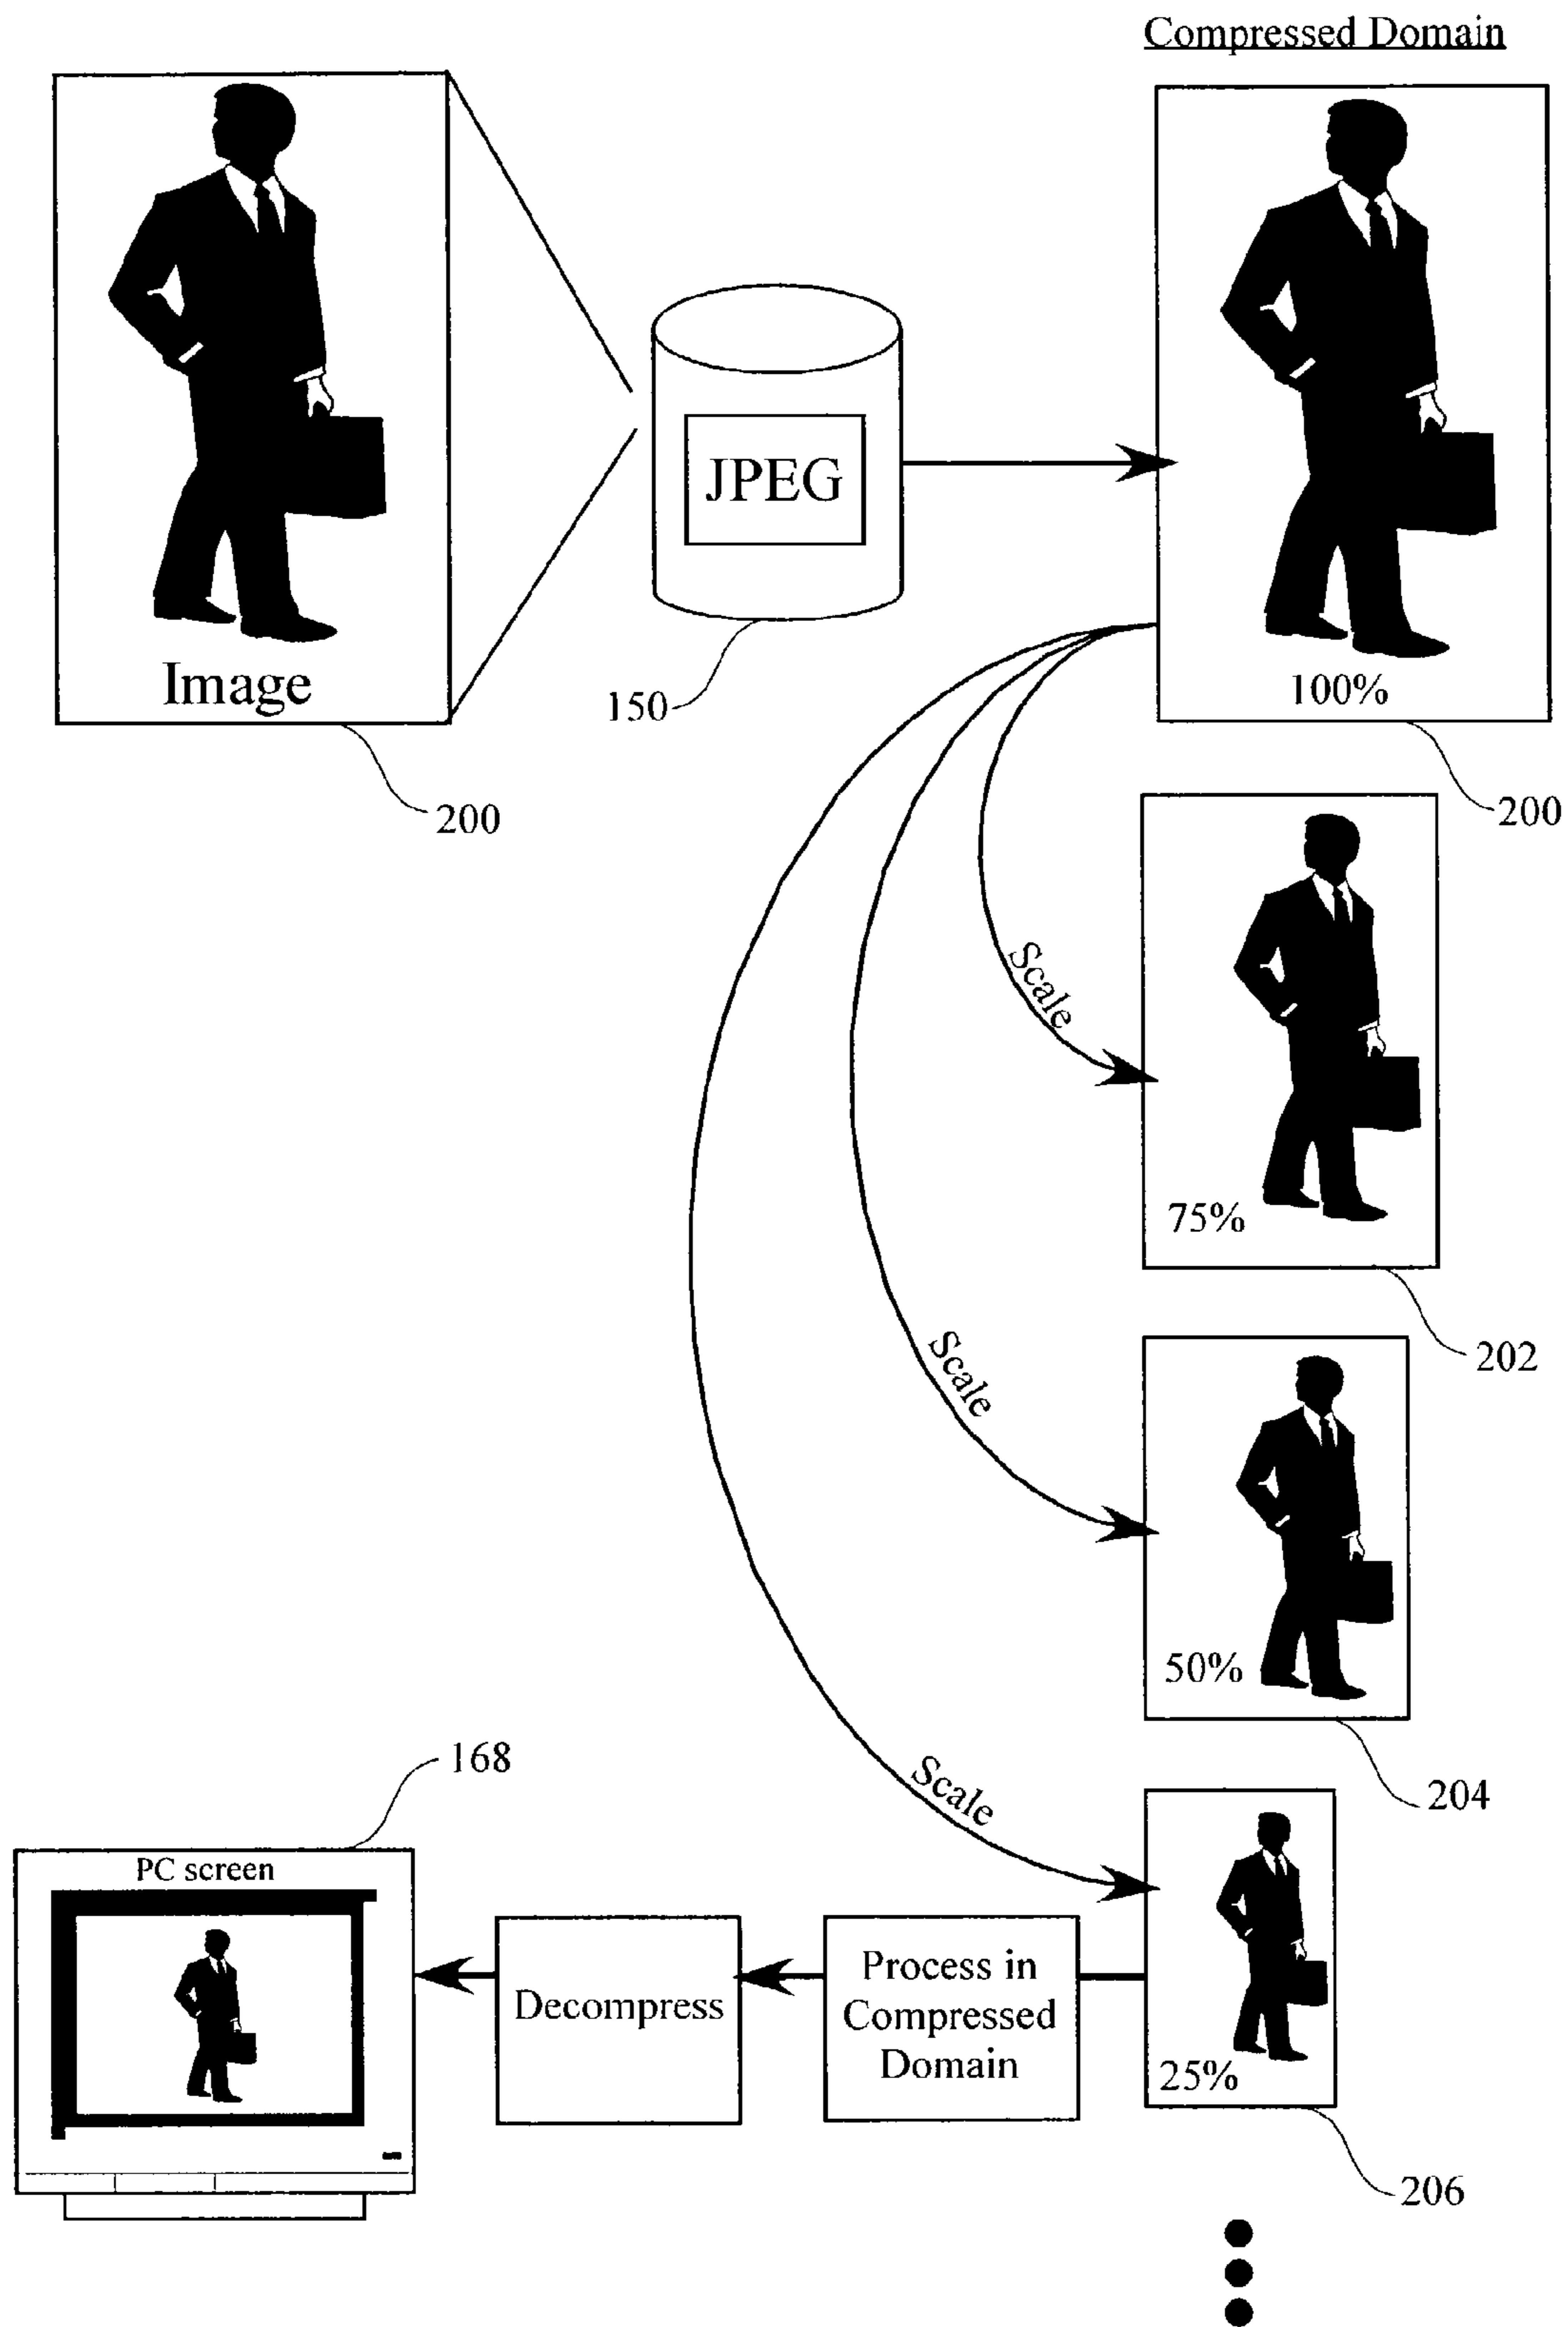 Compressed Domain
Image
200
JPEG
150
100%
200
Scale
75%
202
Scale
50%
204
Scale
25%
206
Process in
Compressed
Domain
Decompress
168
PC screen